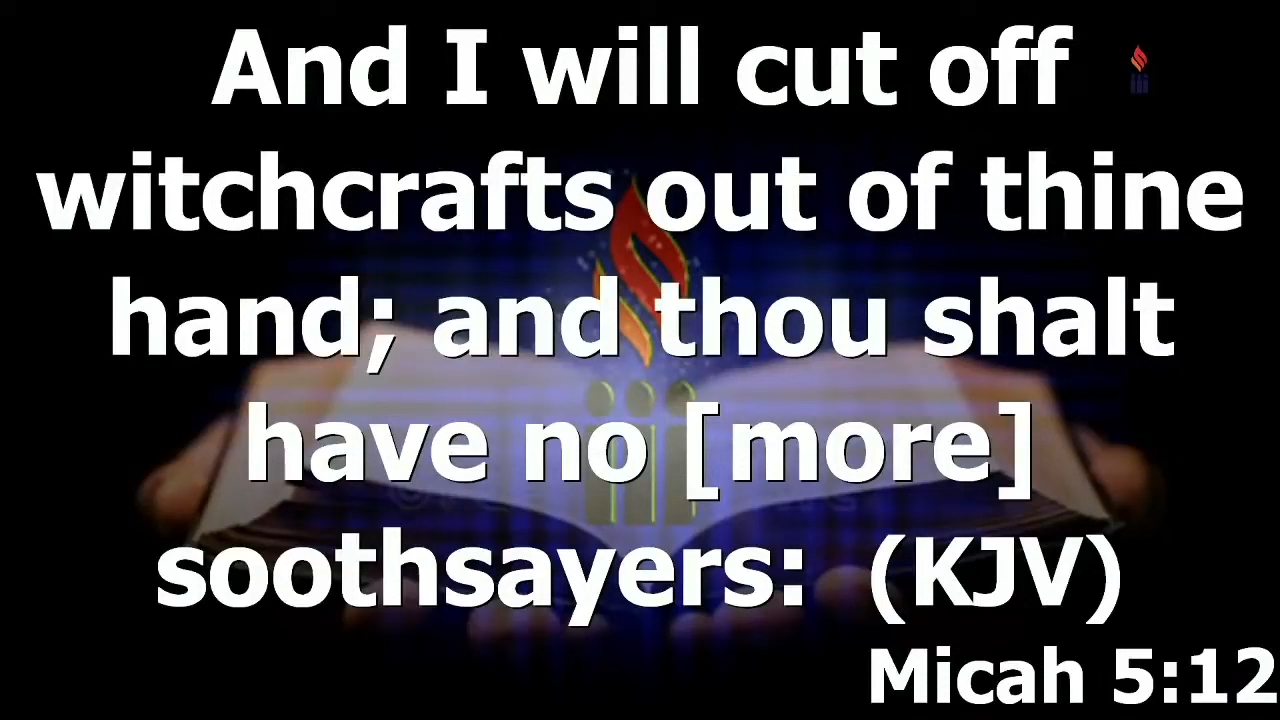 And I will cut off
witchcrafts out of thine
hand; and thou shalt
have no [more]
soothsayers: (KJV)
Micah 5:12